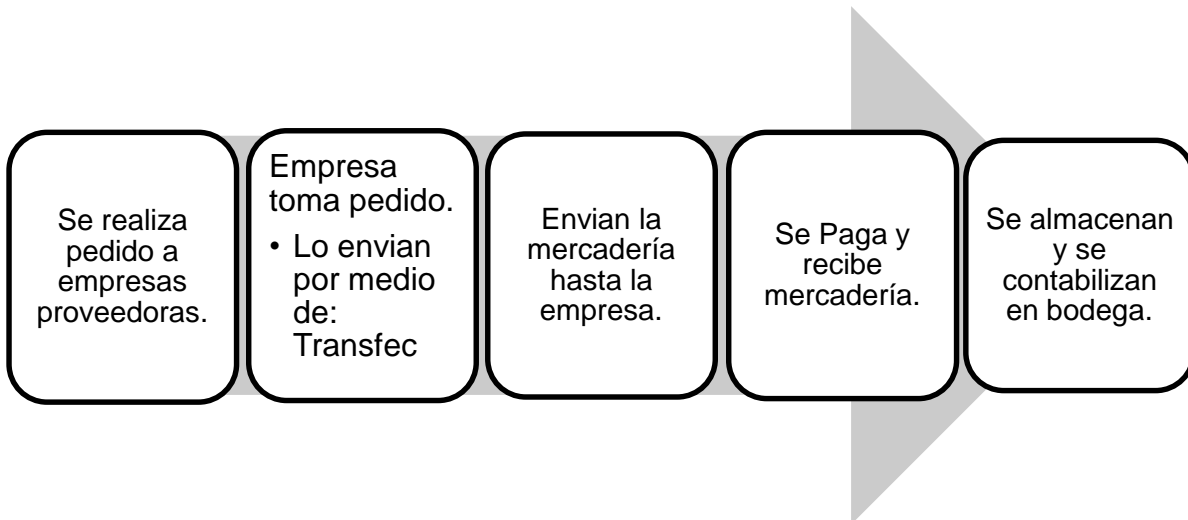 Se realiza
pedido a
empresas
proveedoras.
Empresa
toma pedido.
• Lo envian
por medio
de:
Transfec
Envian la
mercadería
hasta la
empresa.
Se Paga y
recibe
mercadería.
Se almacenan
y se
contabilizan
en bodega.